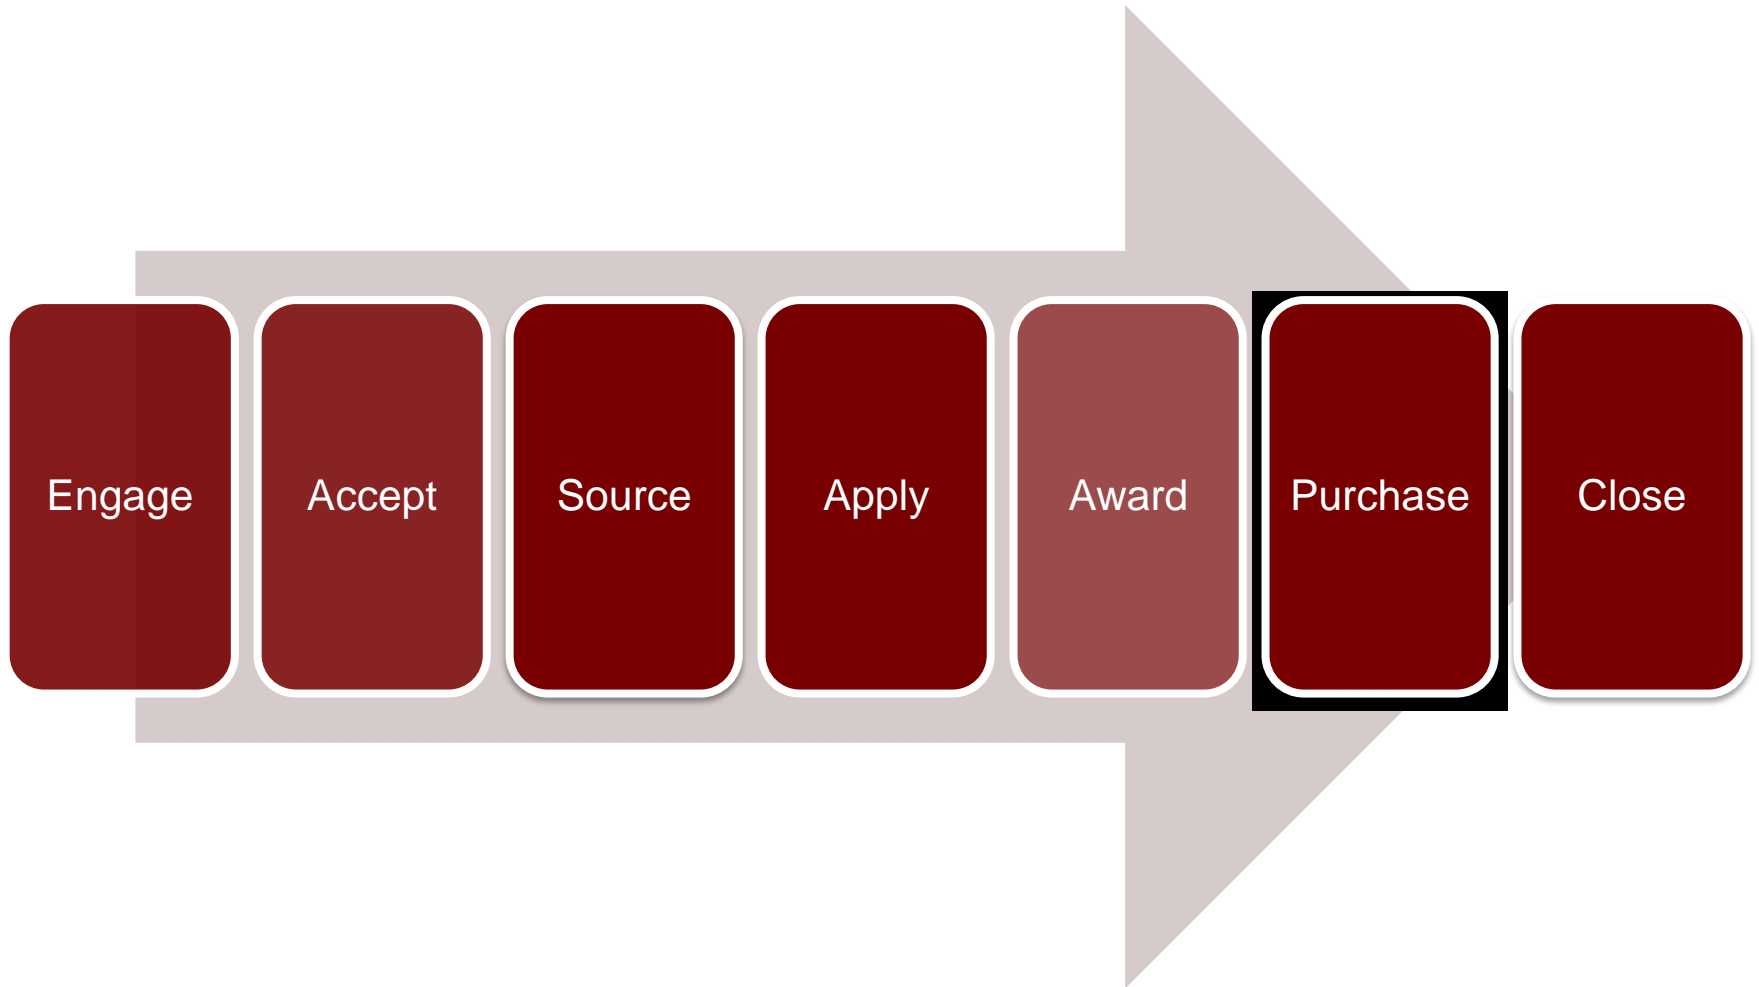 Engage
Accept
Source
Apply
Award
Purchase
Close